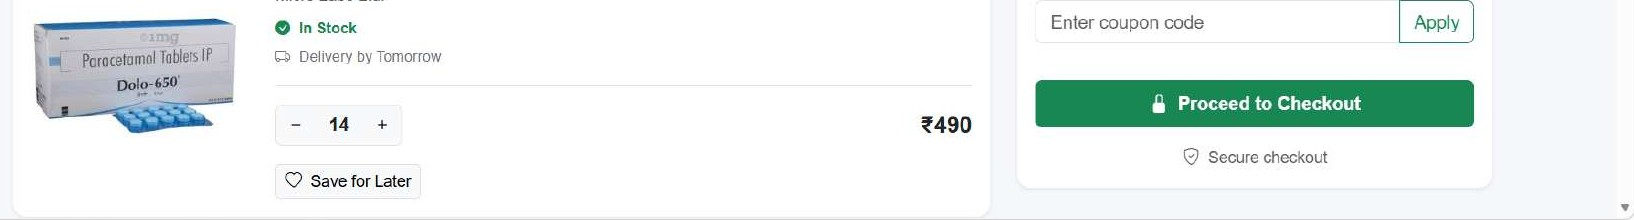 In Stock
Delivery by Tomorrow
− 14 +
₹490
Save for Later
1mg
Paracetamol Tablets IP
Dolo-650
Enter coupon code
Apply
Proceed to Checkout
Secure checkout